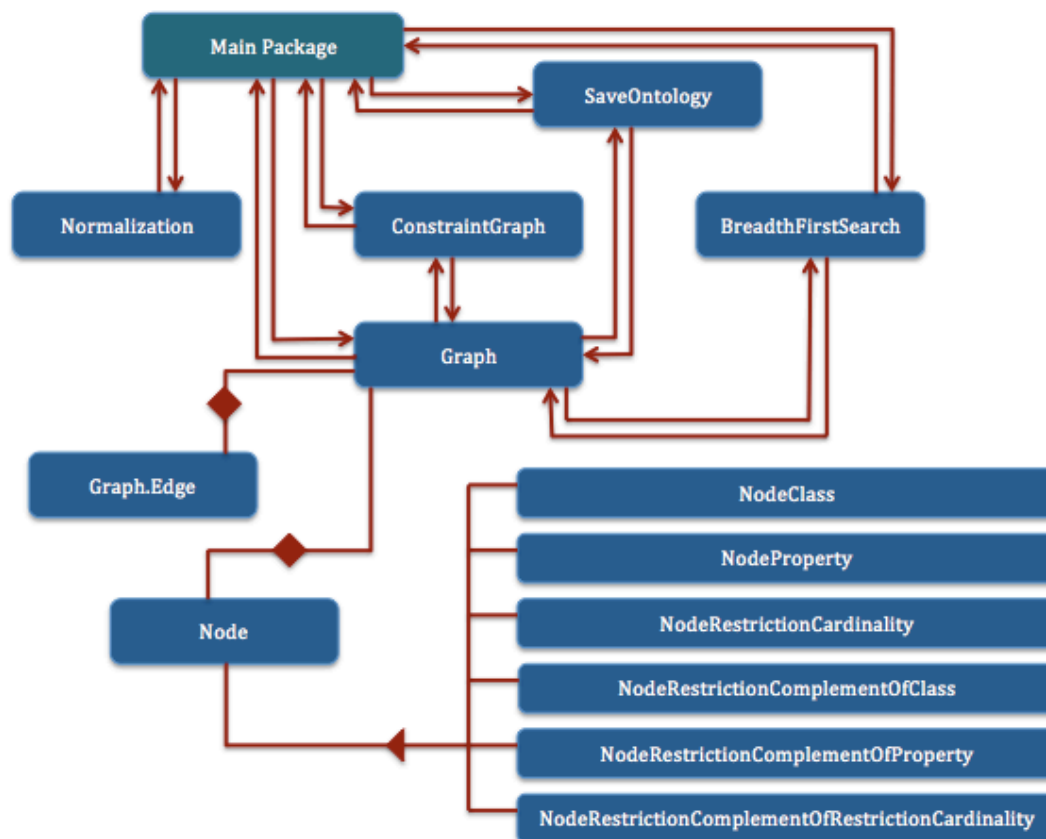 Main Package
SaveOntology
Normalization
ConstraintGraph
BreadthFirstSearch
Graph
Graph.Edge
NodeClass
NodeProperty
Node
NodeRestrictionCardinality
NodeRestrictionComplementOfClass
NodeRestrictionComplementOfProperty
NodeRestrictionComplementOfRestrictionCardinality